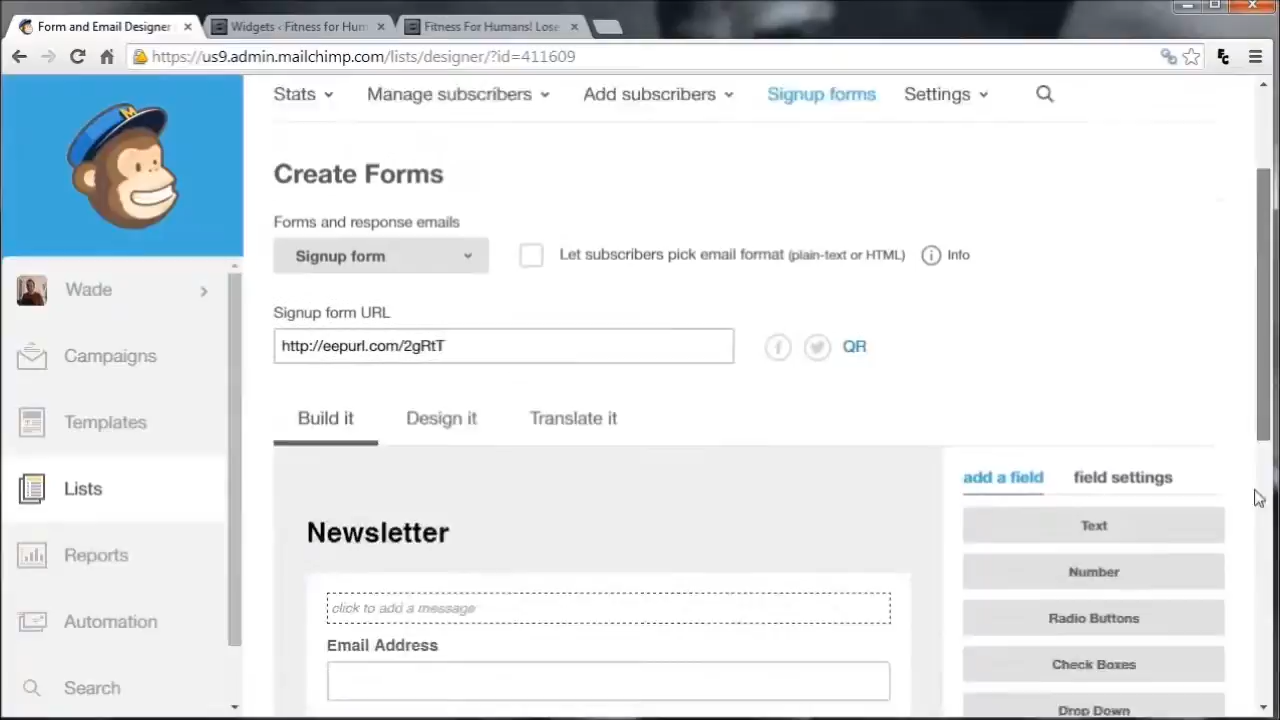 Form and Email Designer
Widgets ‹ Fitness for Hum
Fitness For Humans! Lose
https://us9.admin.mailchimp.com/lists/designer/?id=411609
Stats
Manage subscribers
Add subscribers
Signup forms
Settings
Create Forms
Forms and response emails
Signup form
Let subscribers pick email format (plain-text or HTML)
Info
Signup form URL
http://eepurl.com/2gRtT
QR
Build it
Design it
Translate it
Wade
Campaigns
Templates
Lists
Reports
Automation
Search
Newsletter
click to add a message
Email Address
add a field
field settings
Text
Number
Radio Buttons
Check Boxes
Drop Down